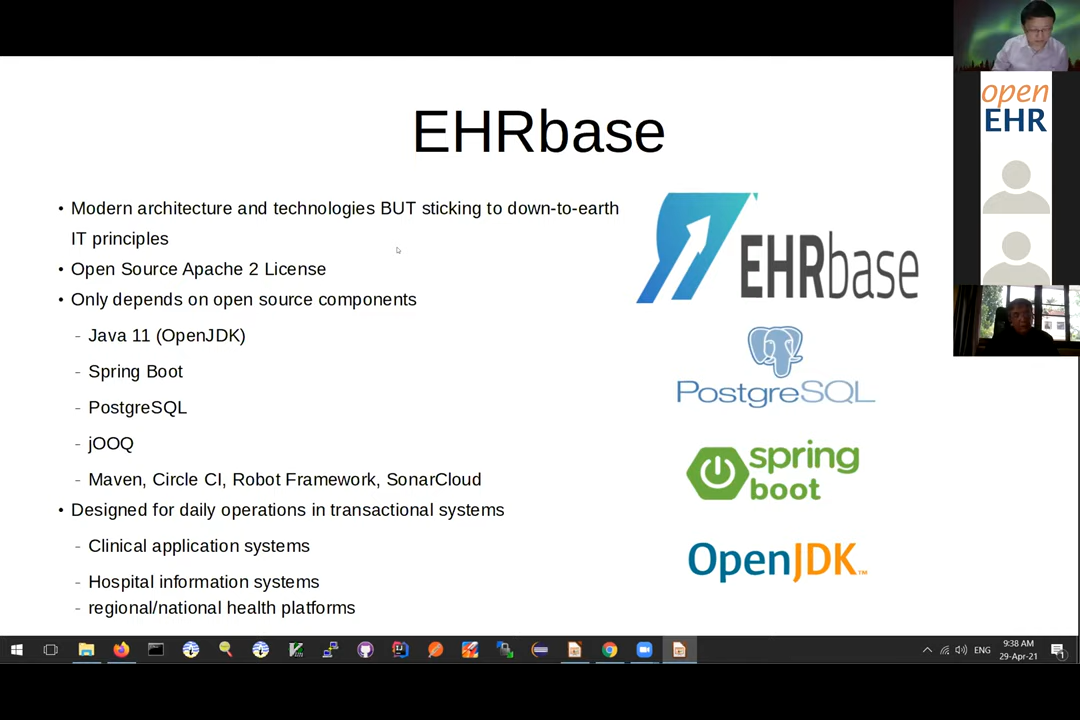 EHRbase
• Modern architecture and technologies BUT sticking to down-to-earth
IT principles
• Open Source Apache 2 License
• Only depends on open source components
- Java 11 (OpenJDK)
- Spring Boot
- PostgreSQL
- jOOQ
- Maven, Circle CI, Robot Framework, SonarCloud
• Designed for daily operations in transactional systems
- Clinical application systems
- Hospital information systems
- regional/national health platforms
EHRbase
PostgreSQL
spring
boot
OpenJDK™
open
EHR
ENG
9:38 AM
29-Apr-21
1